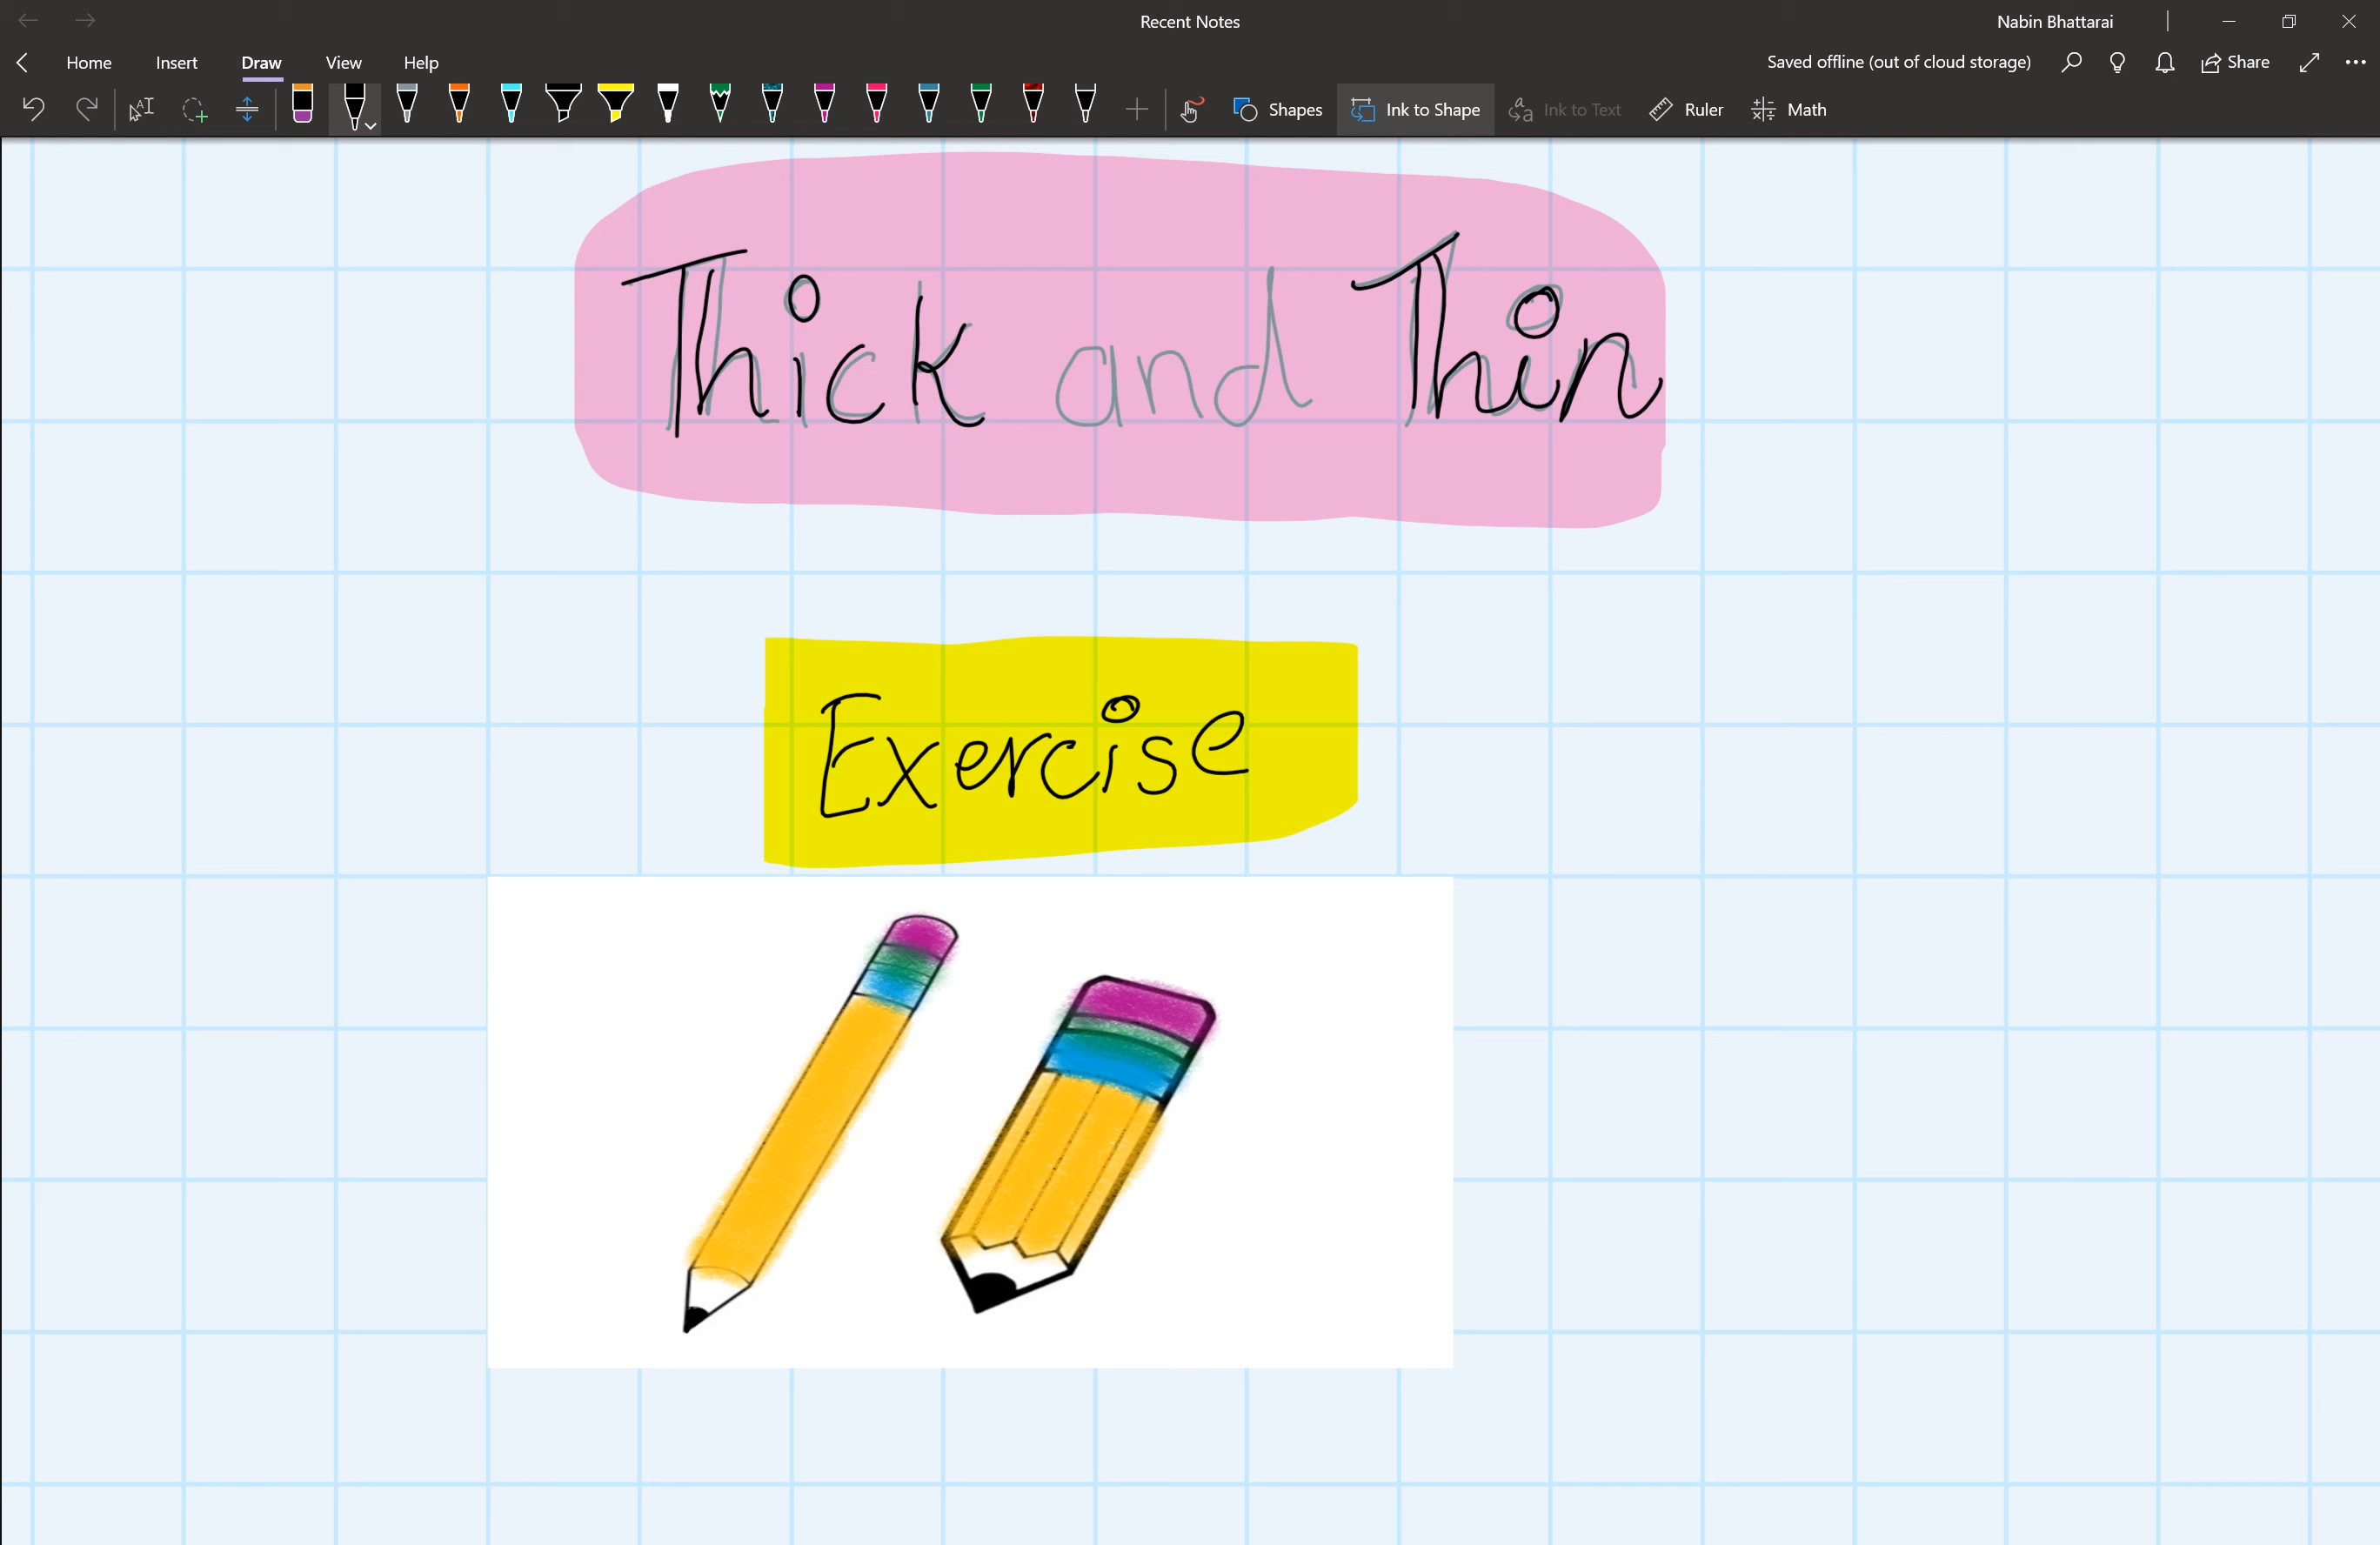 Recent Notes
Nabin Bhattarai
Home Insert Draw View Help
Saved offline (out of cloud storage)
Share
Shapes
Ink to Shape
Ink to Text
Ruler
Math
Thick and Thin
Exercise